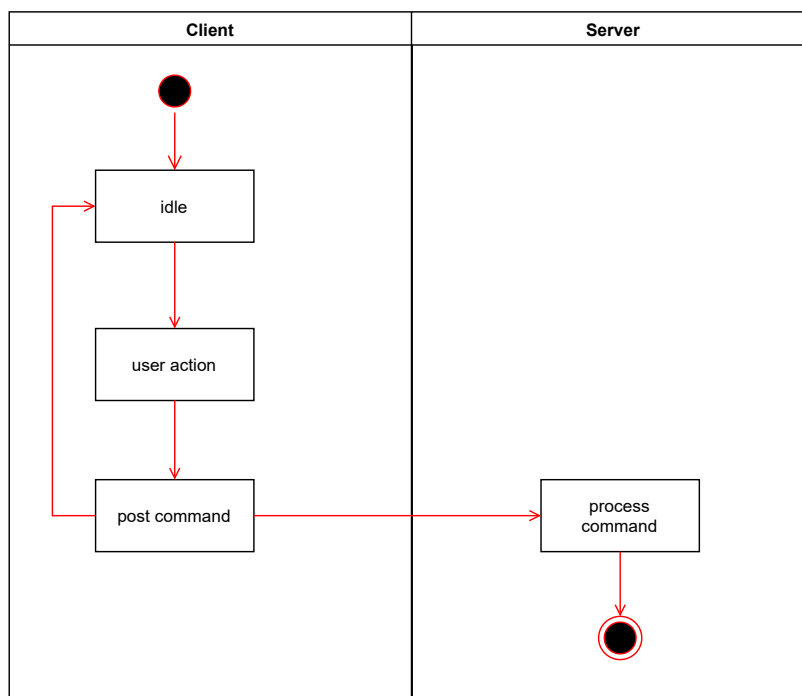 Client
Server
idle
user action
post command
process
command